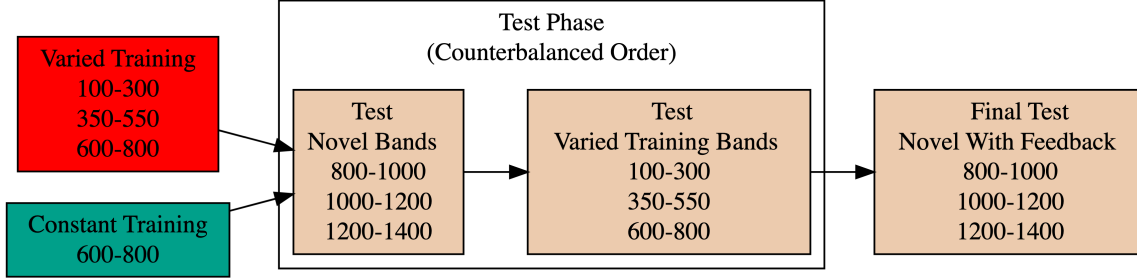 Varied Training
100-300
350-550
600-800
Constant Training
600-800
Test Phase
(Counterbalanced Order)
Test
Novel Bands
800-1000
1000-1200
1200-1400
Test
Varied Training Bands
100-300
350-550
600-800
Final Test
Novel With Feedback
800-1000
1000-1200
1200-1400